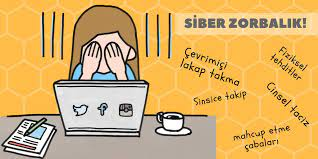 SİBER ZORBALIK!
Çevrimiçi
lakap takma
Fiziksel
tehditler
Sinsice takip
Cinsel taciz
mahcup etme
çabaları